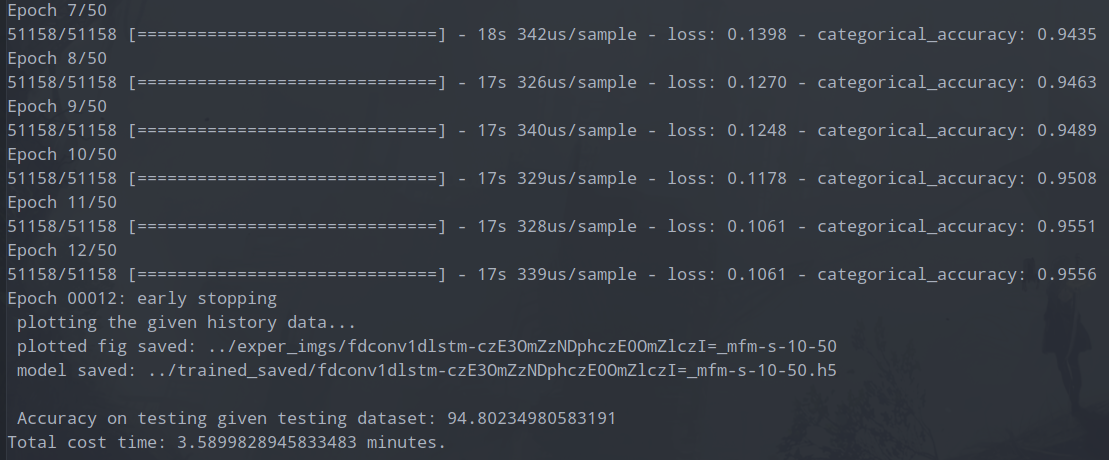 Epoch 7/50
51158/51158 [==============================] - 18s 342us/sample - loss: 0.1398 - categorical_accuracy: 0.9435
Epoch 8/50
51158/51158 [==============================] - 17s 326us/sample - loss: 0.1270 - categorical_accuracy: 0.9463
Epoch 9/50
51158/51158 [==============================] - 17s 340us/sample - loss: 0.1248 - categorical_accuracy: 0.9489
Epoch 10/50
51158/51158 [==============================] - 17s 329us/sample - loss: 0.1178 - categorical_accuracy: 0.9508
Epoch 11/50
51158/51158 [==============================] - 17s 328us/sample - loss: 0.1061 - categorical_accuracy: 0.9551
Epoch 12/50
51158/51158 [==============================] - 17s 339us/sample - loss: 0.1061 - categorical_accuracy: 0.9556
Epoch 00012: early stopping
plotting the given history data...
plotted fig saved: ../exper_imgs/fdconv1dlstm-czE3OmZzNDphczE0OmZlczI=_mfm-s-10-50
model saved: ../trained_saved/fdconv1dlstm-czE3OmZzNDphczE0OmZlczI=_mfm-s-10-50.h5
Accuracy on testing given testing dataset: 94.80234980583191
Total cost time: 3.5899828945833483 minutes.